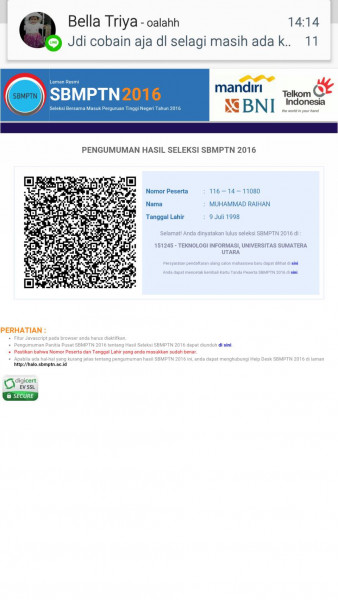 Bella Triya - oalahh 14:14
Jdi cobain aja dl selagi masih ada k.. 11
Laman Resmi
SBMPTN 2016
Seleksi Bersama Masuk Perguruan Tinggi Negeri Tahun 2016
SBMPTN
mandiri
BNI
Telkom
Indonesia
the world in your hand
PENGUMUMAN HASIL SELEKSI SBMPTN 2016
Nomor Peserta : 116 – 14 – 11080
Nama : MUHAMMAD RAIHAN
Tanggal Lahir : 9 Juli 1998
Selamat! Anda dinyatakan lulus seleksi SBMPTN 2016 di :
151245 - TEKNOLOGI INFORMASI, UNIVERSITAS SUMATERA
UTARA
Persyaratan pendaftaran ulang calon mahasiswa baru dapat dilihat di sini
Anda dapat mencetak kembali Kartu Tanda Peserta SBMPTN 2016 di sini
PERHATIAN :
Fitur Javascript pada browser anda harus diaktifkan.
Pengumuman Panitia Pusat SBMPTN 2016 tentang Hasil Seleksi SBMPTN 2016 dapat diunduh di sini.
Pastikan bahwa Nomor Peserta dan Tanggal Lahir yang anda masukkan sudah benar.
Apabila ada hal-hal yang kurang jelas tentang pengumuman hasil SBMPTN 2016 ini, anda dapat menghubungi Help Desk SBMPTN 2016 di laman
http://halo.sbmptn.ac.id
digicert
EV SSL
SECURE